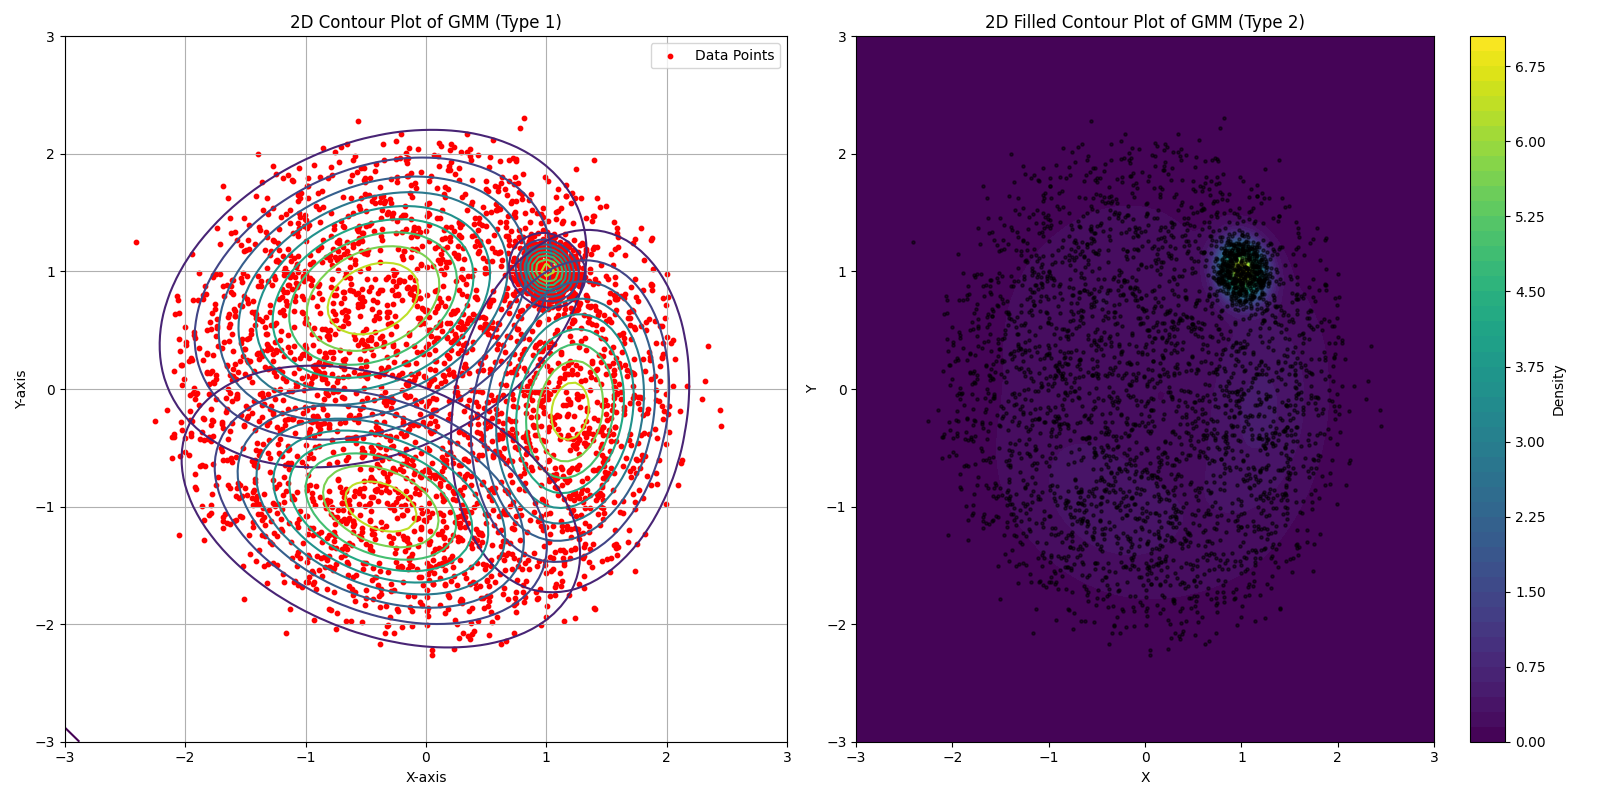 2D Contour Plot of GMM (Type 1)
3
2
1
0
−1
−2
−3
Y-axis
Data Points
−3 −2 −1 0 1 2 3
X-axis
2D Filled Contour Plot of GMM (Type 2)
3
2
1
0
−1
−2
−3
Y
−3 −2 −1 0 1 2 3
X
6.75
6.00
5.25
4.50
3.75
3.00
2.25
1.50
0.75
0.00
Density